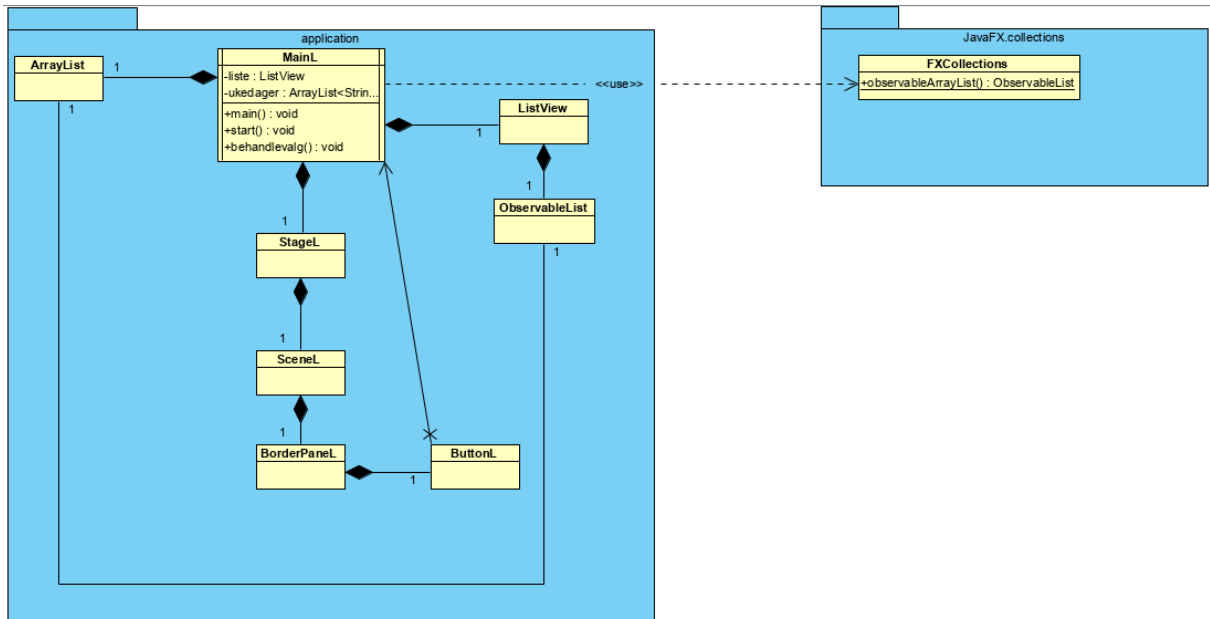 application
ArrayList
1
1
MainL
-liste : ListView
-ukedager : ArrayList<Strin...
+main() : void
+start() : void
+behandlevalg() : void
<<use>>
ListView
1
1
ObservableList
1
1
StageL
1
SceneL
1
BorderPaneL
1
ButtonL
JavaFX.collections
FXCollections
+observableArrayList() : ObservableList